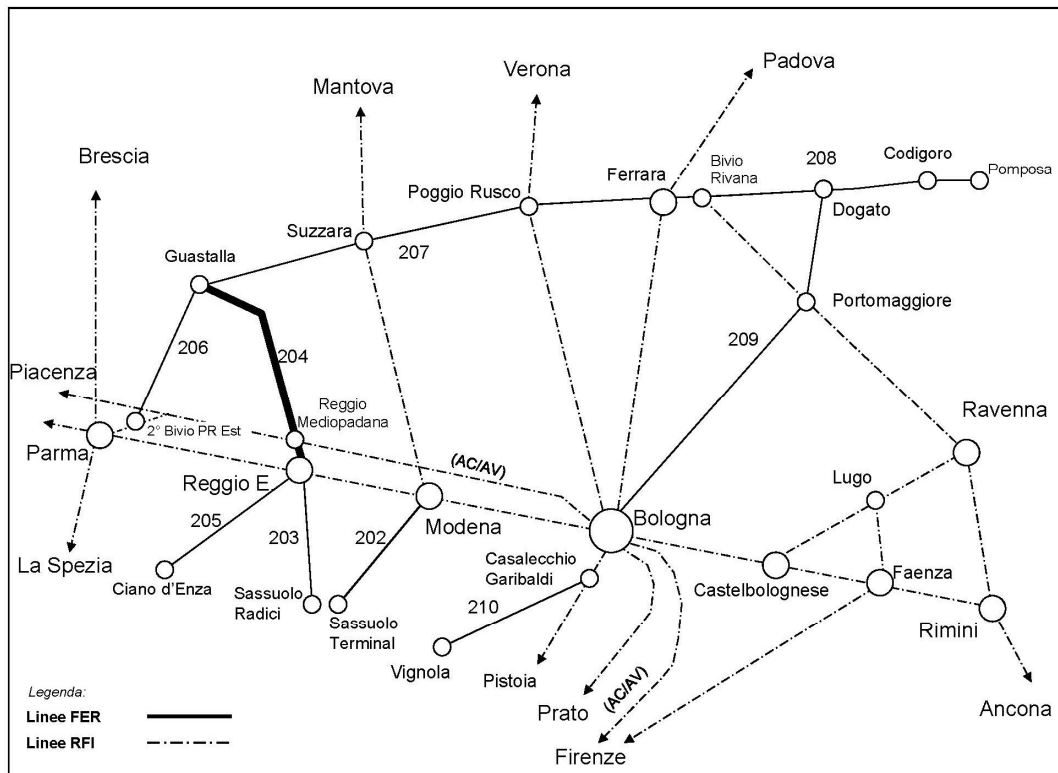 Padova
Verona
Mantova
Brescia
Bivio
Rivana
208
Codigoro
Pomposa
Ferrara
Poggio Rusco
Dogato
Suzzara
207
Guastalla
Portomaggiore
206
204
209
Piacenza
Reggio
Mediopadana
2° Bivio PR Est
Ravenna
Parma
(AC/AV)
Lugo
Reggio E
Modena
Bologna
205
203
202
Casalecchio
Garibaldi
La Spezia
Ciano d'Enza
Castelbolognese
Faenza
Sassuolo
Radici
Sassuolo
Terminal
210
Rimini
Vignola
Pistoia
(AC/AV)
Prato
Ancona
Firenze
Legenda:
Linee FER
Linee RFI